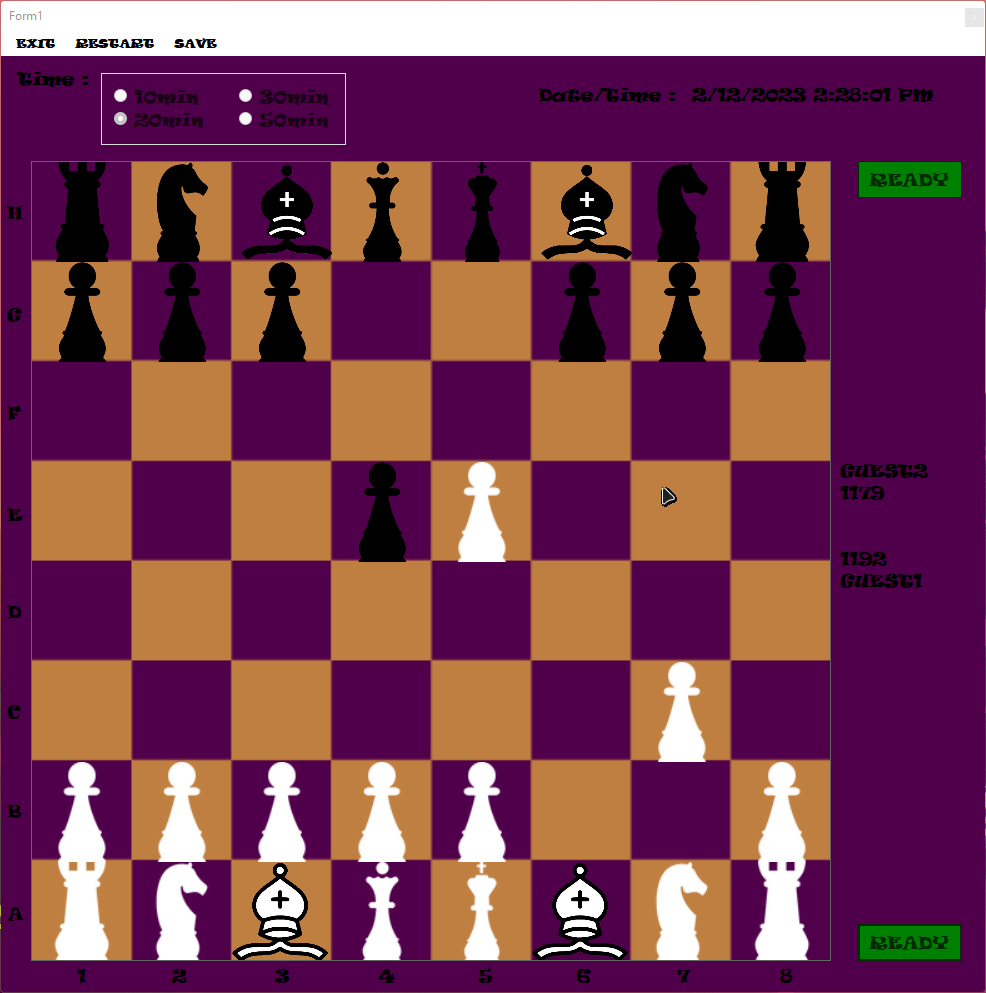 Form1
EXIT RESTART SAVE
Time :
10min 30min
20min 50min
Date/Time : 2/12/2023 2:28:01 PM
READY
H
G
F
E
GUEST2
1179
1192
GUEST1
D
C
B
A
READY
1 2 3 4 5 6 7 8